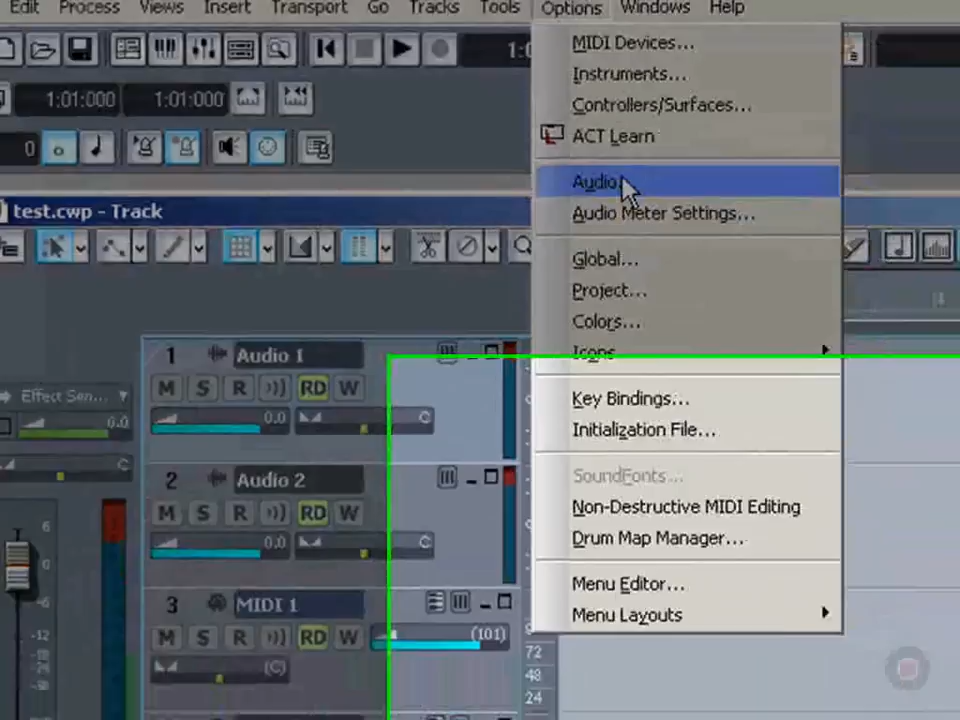 Edit Process Views Insert Transport Go Tracks Tools Options Windows Help
MIDI Devices...
1:0
Instruments...
1:01:000 1:01:000
Controllers/Surfaces...
ACT Learn
0
Audio...
test.cwp - Track
Audio Meter Settings...
Global...
Project...
Colors...
Icons
1 Audio 1
M S R RD W
Effect Sen...
Key Bindings...
0.0 C
0.0
Initialization File...
C
2 Audio 2
SoundFonts...
M S R RD W
Non-Destructive MIDI Editing
6
Drum Map Manager...
0.0 C
0
Menu Editor...
3 MIDI 1
-6
Menu Layouts
M S R RD W (101)
-12
72
-18
(C)
48
-24
24
-36